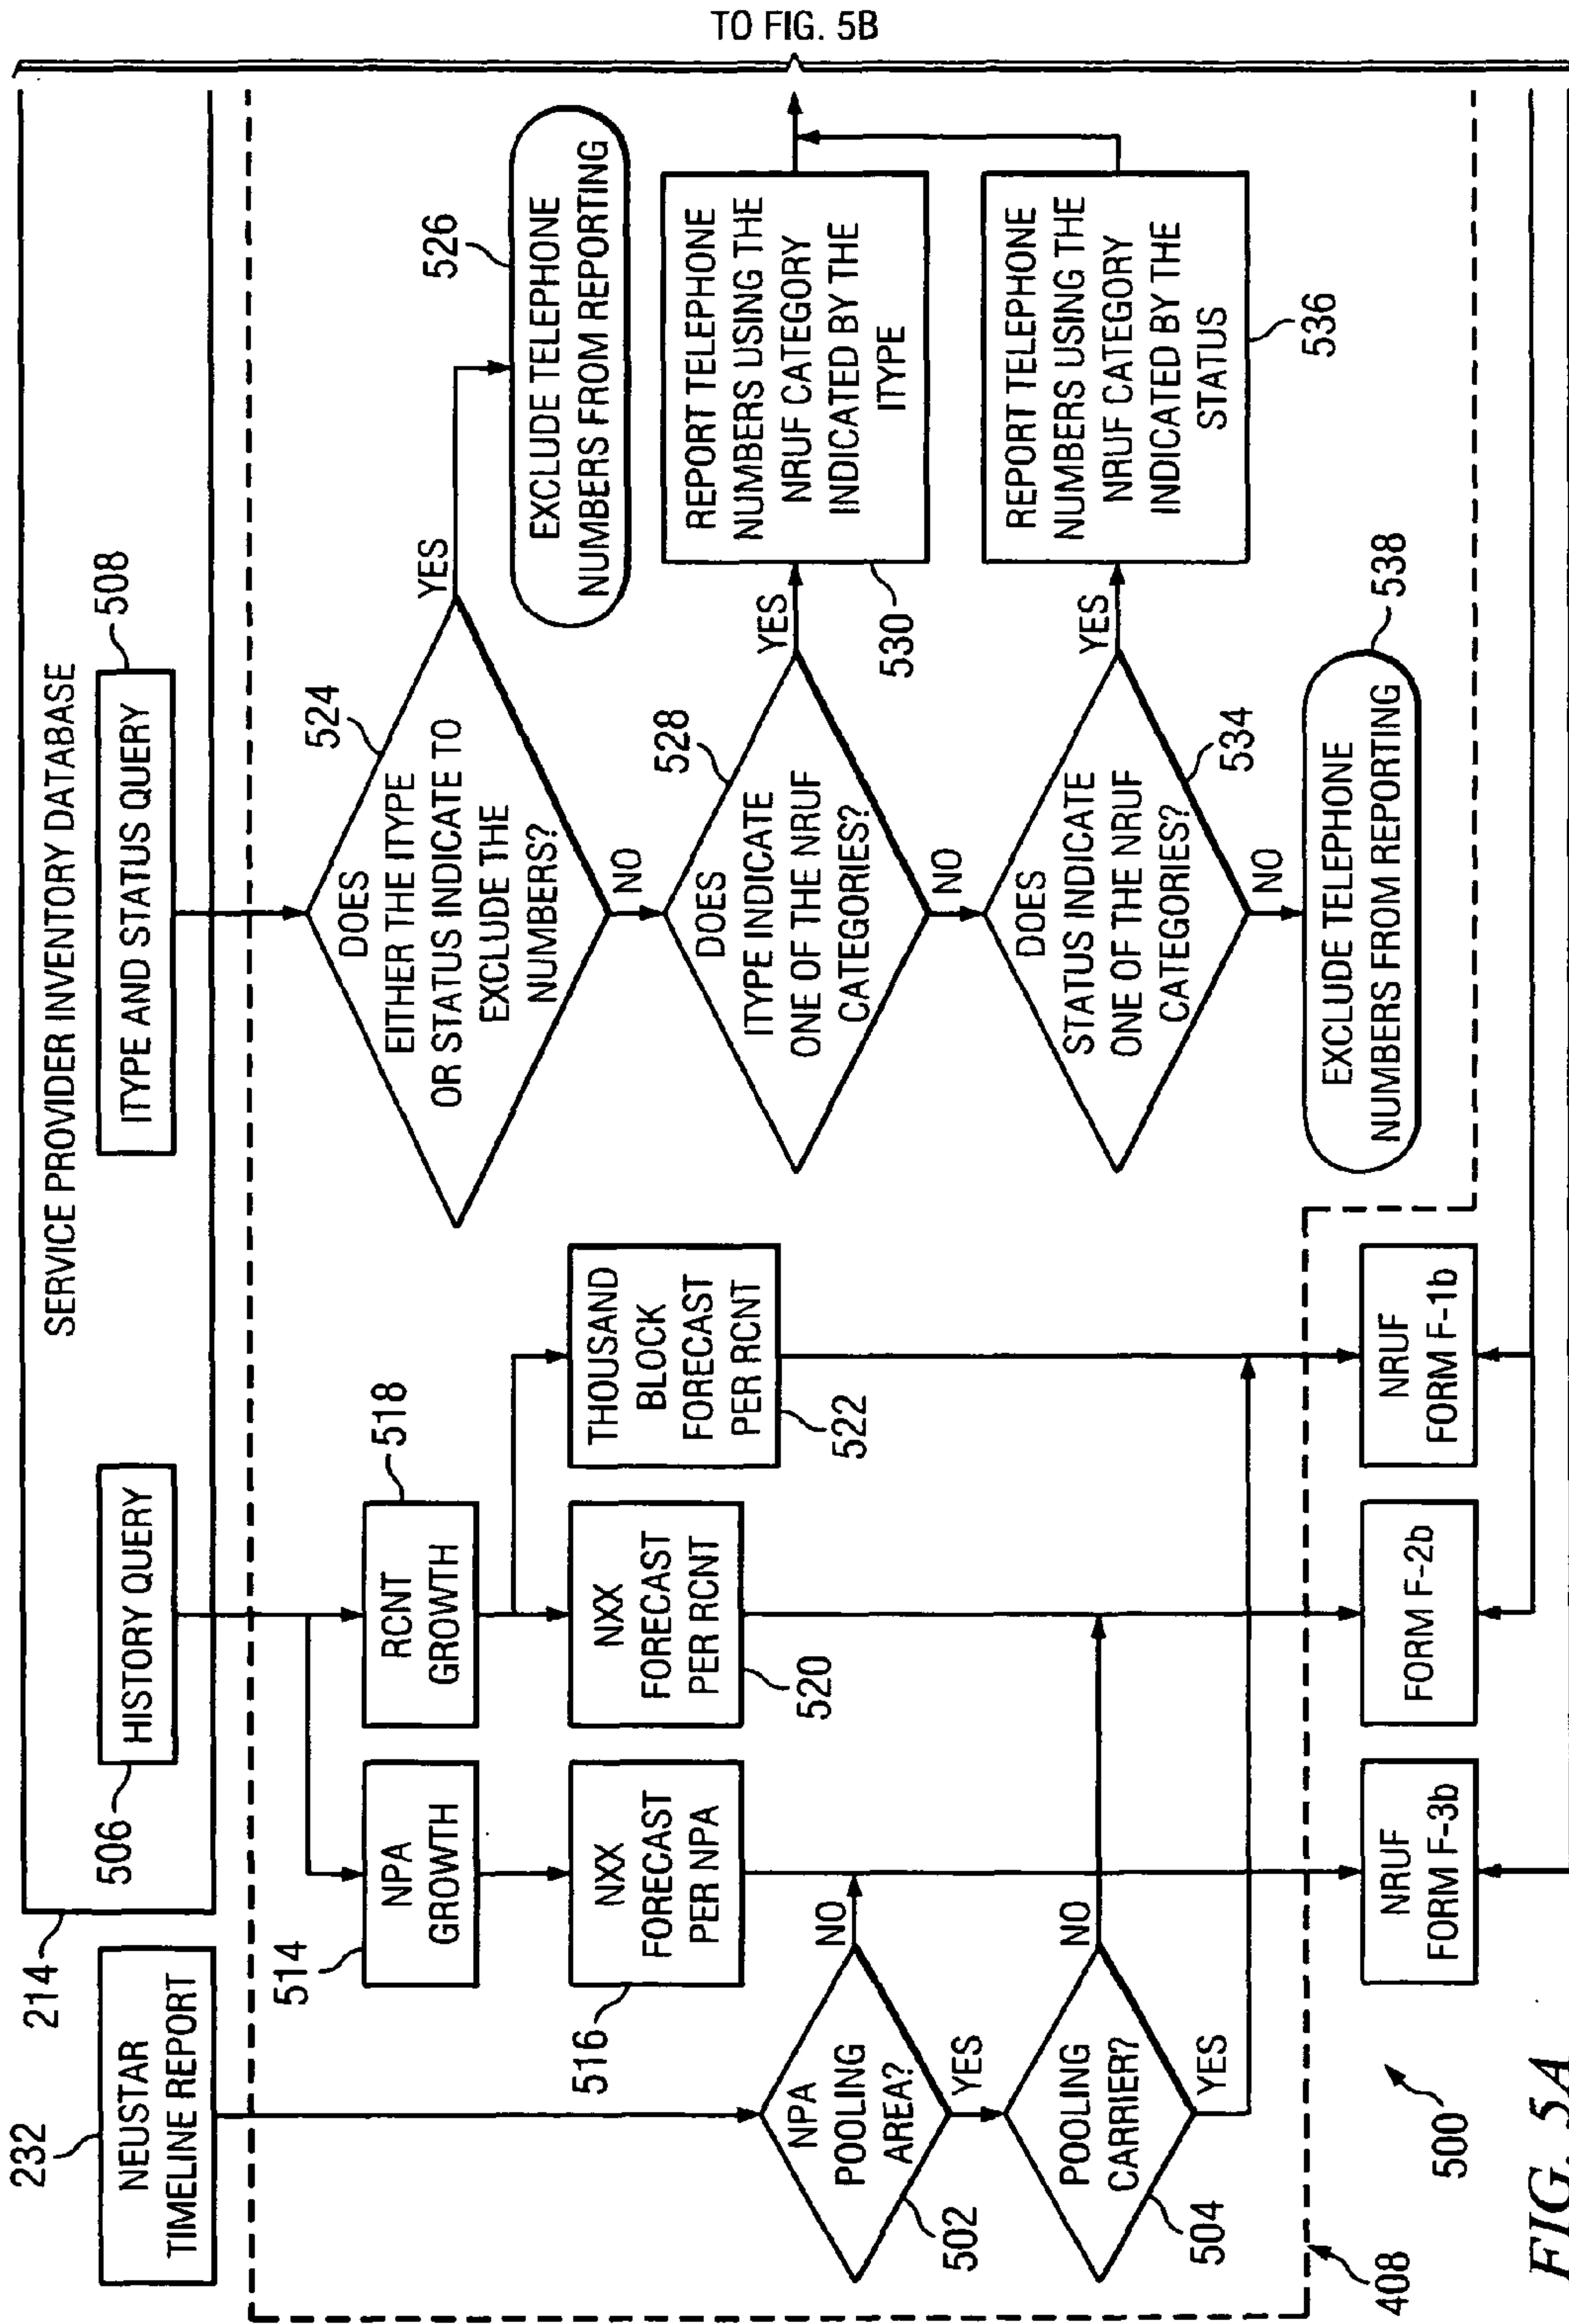 TO FIG. 5B
232
NEUSTAR
TIMELINE REPORT
214
SERVICE PROVIDER INVENTORY DATABASE
506
HISTORY QUERY
ITYPE AND STATUS QUERY
508
514
NPA
GROWTH
RCNT
GROWTH
518
516
NXX
FORECAST
PER NPA
NXX
FORECAST
PER RCNT
520
THOUSAND
BLOCK
FORECAST
PER RCNT
522
NPA
POOLING
AREA?
502
NO
YES
POOLING
CARRIER?
504
NO
YES
DOES
EITHER THE ITYPE
OR STATUS INDICATE TO
EXCLUDE THE
NUMBERS?
524
YES
NO
EXCLUDE TELEPHONE
NUMBERS FROM REPORTING
526
DOES
ITYPE INDICATE
ONE OF THE NRUF
CATEGORIES?
528
YES
NO
REPORT TELEPHONE
NUMBERS USING THE
NRUF CATEGORY
INDICATED BY THE
ITYPE
530
DOES
STATUS INDICATE
ONE OF THE NRUF
CATEGORIES?
534
YES
NO
REPORT TELEPHONE
NUMBERS USING THE
NRUF CATEGORY
INDICATED BY THE
STATUS
536
EXCLUDE TELEPHONE
NUMBERS FROM REPORTING
538
408
500
NRUF
FORM F-3b
FORM F-2b
NRUF
FORM F-1b
FIG. 5A